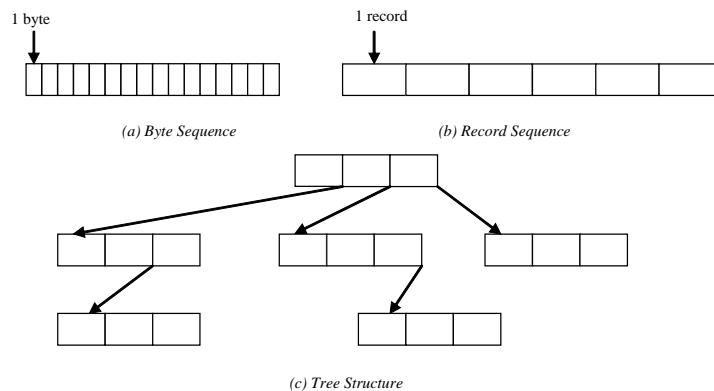 1 byte
1 record
(a) Byte Sequence
(b) Record Sequence
(c) Tree Structure